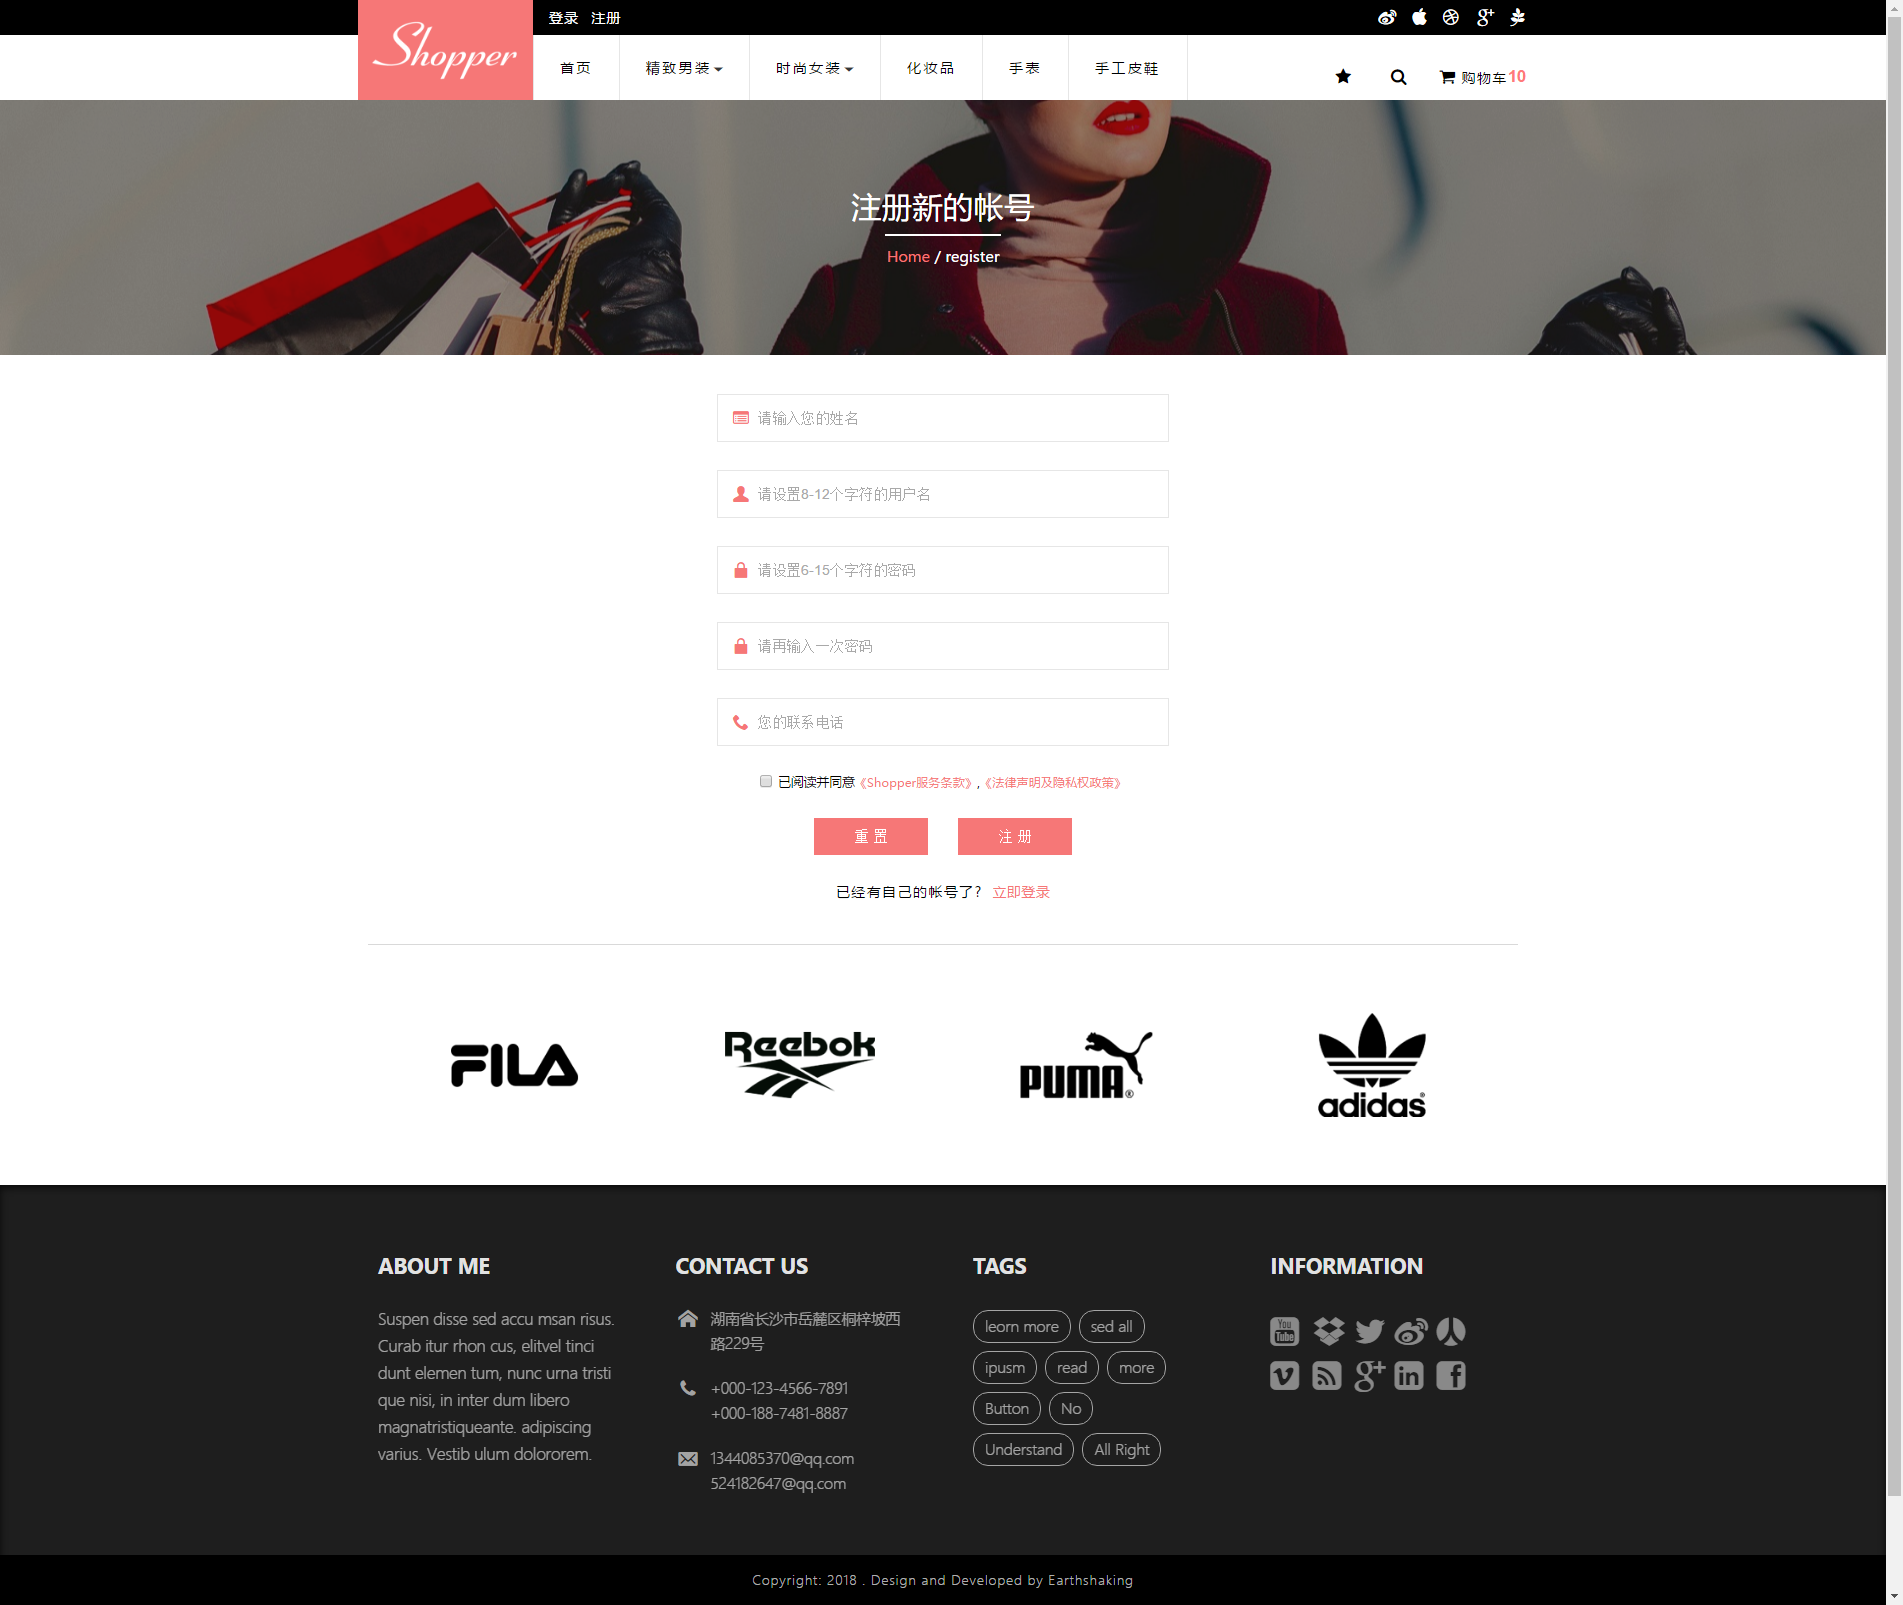 登录 注册
Shopper
首页 精致男装 时尚女装 化妆品 手表 手工皮鞋
购物车10
注册新的帐号
Home / register
请输入您的姓名
请设置8-12个字符的用户名
请设置6-15个字符的密码
请再输入一次密码
您的联系电话
已阅读并同意《Shopper服务条款》,《法律声明及隐私权政策》
重 置 注 册
已经有自己的帐号了? 立即登录
FILA Reebok PUMA® adidas®
ABOUT ME
Suspen disse sed accu msan risus.
Curab itur rhon cus, elitvel tinci
dunt elemen tum, nunc urna tristi
que nisi, in inter dum libero
magnatristiqueante. adipiscing
varius. Vestib ulum dolororem.
CONTACT US
湖南省长沙市岳麓区桐梓坡西
路229号
+000-123-4566-7891
+000-188-7481-8887
1344085370@qq.com
524182647@qq.com
TAGS
leorn more sed all
ipusm read more
Button No
Understand All Right
INFORMATION
You Tube
Copyright: 2018 . Design and Developed by Earthshaking